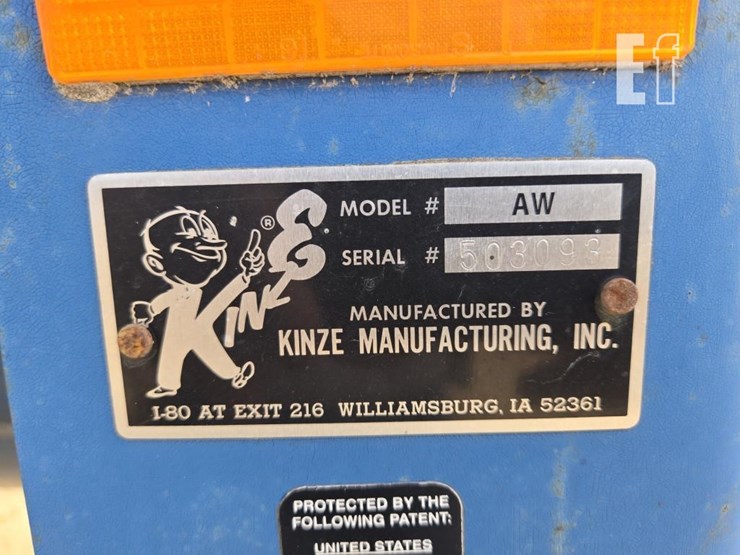 Ef
MODEL # AW
SERIAL # 503093
KINZE ®
MANUFACTURED BY
KINZE MANUFACTURING, INC.
I-80 AT EXIT 216 WILLIAMSBURG, IA 52361
PROTECTED BY THE
FOLLOWING PATENT:
UNITED STATES